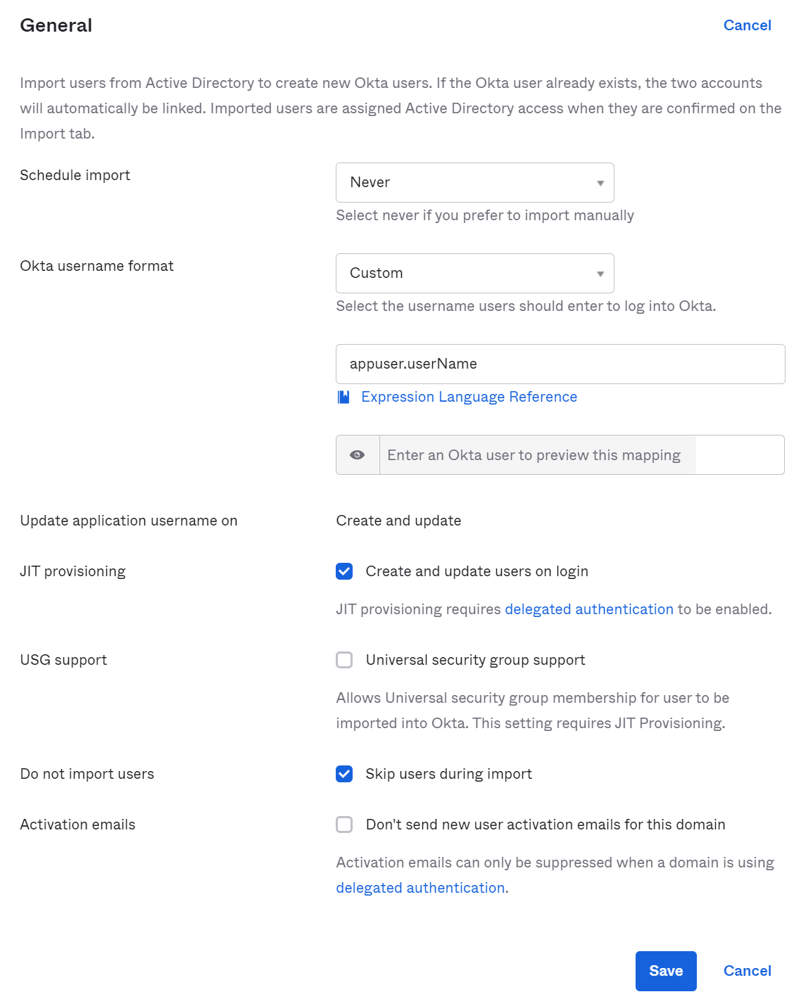 General
Cancel
Import users from Active Directory to create new Okta users. If the Okta user already exists, the two accounts
will automatically be linked. Imported users are assigned Active Directory access when they are confirmed on the
Import tab.
Schedule import
Never
Select never if you prefer to import manually
Okta username format
Custom
Select the username users should enter to log into Okta.
appuser.userName
Expression Language Reference
Enter an Okta user to preview this mapping
Update application username on
Create and update
JIT provisioning
Create and update users on login
JIT provisioning requires delegated authentication to be enabled.
USG support
Universal security group support
Allows Universal security group membership for user to be
imported into Okta. This setting requires JIT Provisioning.
Do not import users
Skip users during import
Activation emails
Don't send new user activation emails for this domain
Activation emails can only be suppressed when a domain is using
delegated authentication.
Save
Cancel